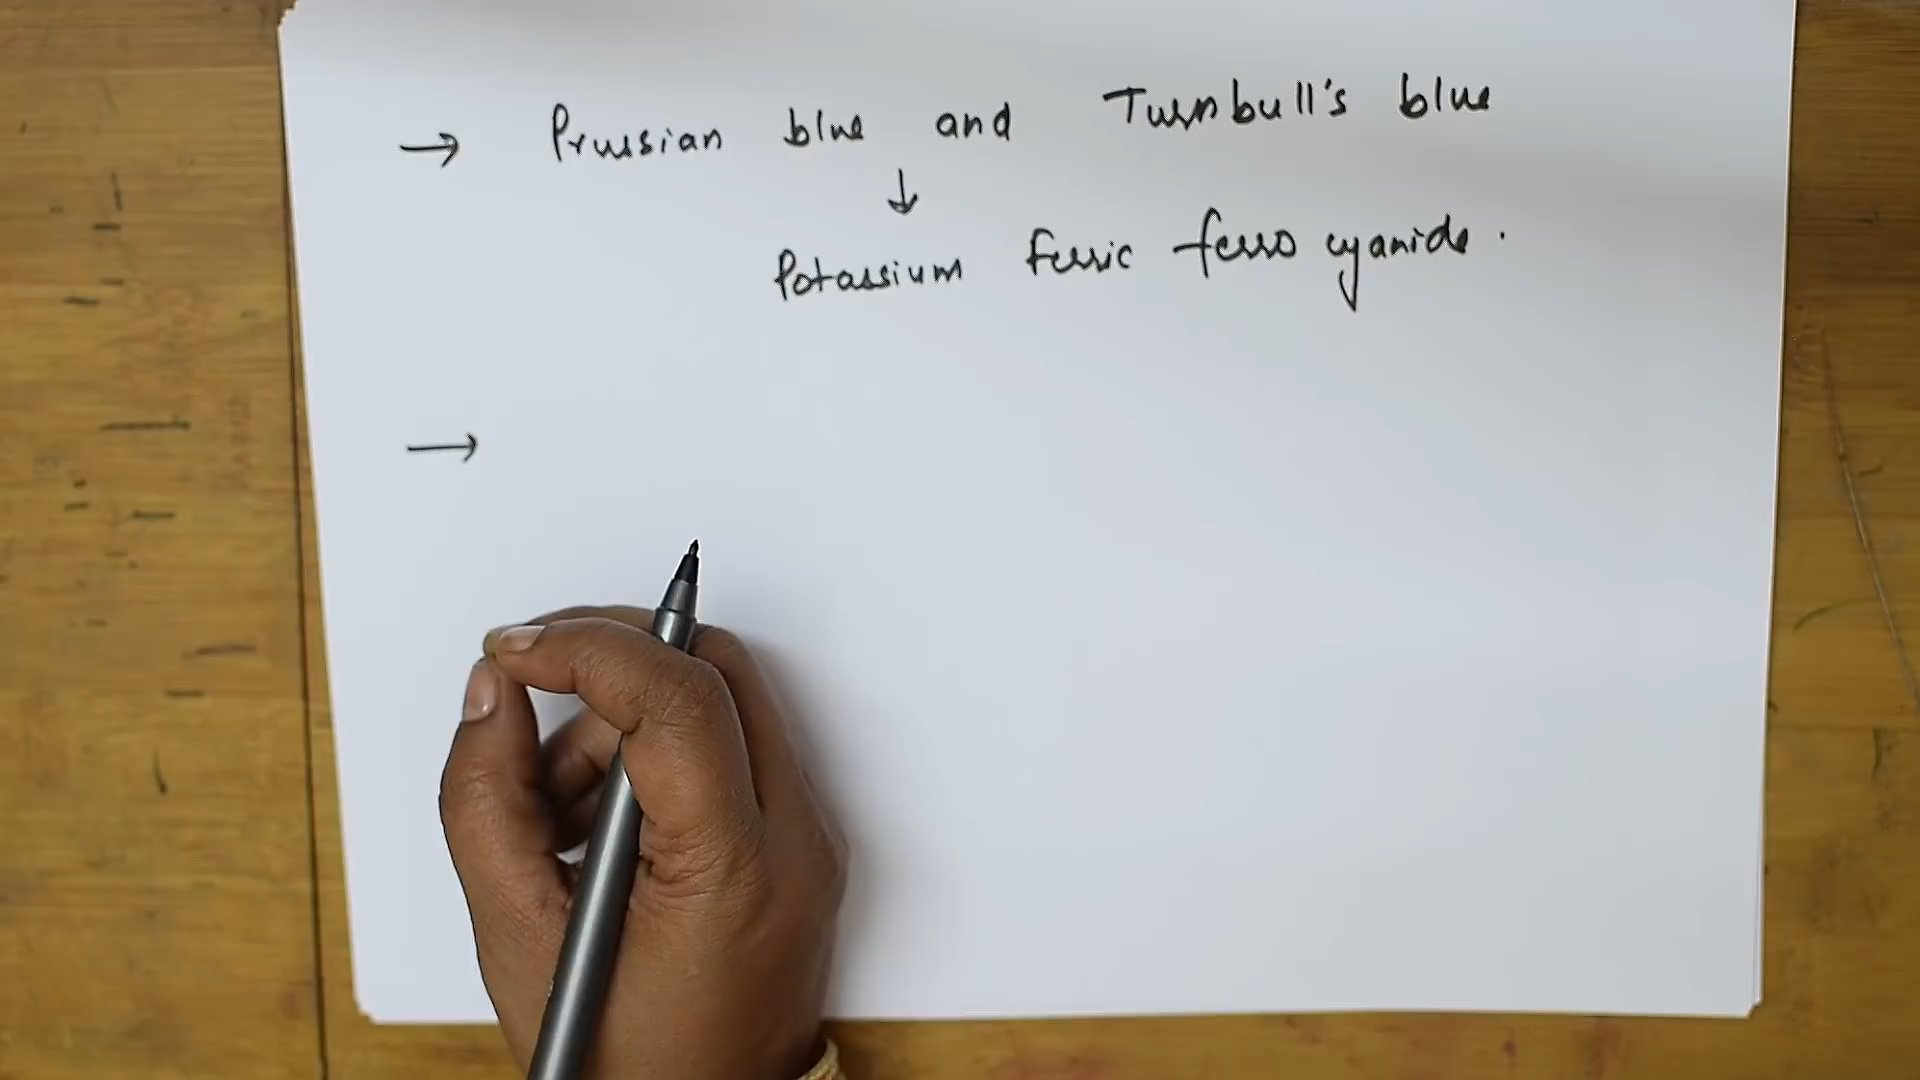 → Prussian blue and Turnbull's blue
↓
Potassium ferric ferro cyanide.
→